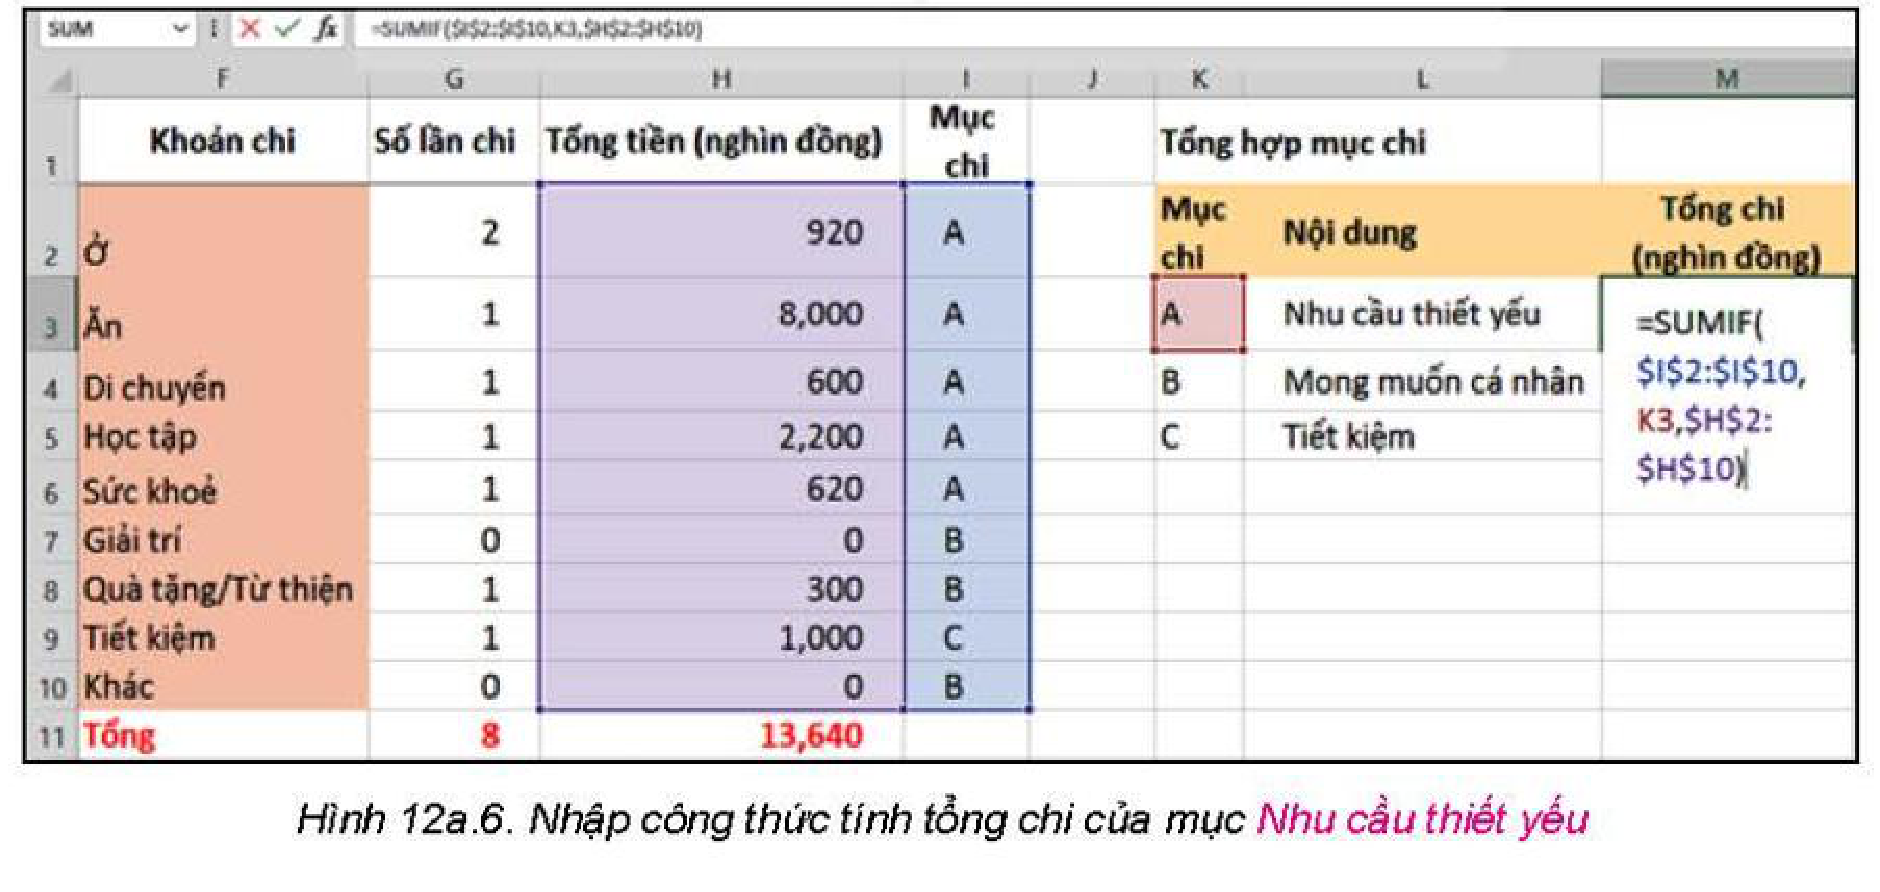 SUM fx =SUMIF($I$2:$I$10,K3,$H$2:$H$10)
F G H I J K L M
1 Khoản chi Số lần chi Tổng tiền (nghìn đồng) Mục chi Tổng hợp mục chi
2 Ở 2 920 A Mục chi Nội dung Tổng chi (nghìn đồng)
3 Ăn 1 8,000 A A Nhu cầu thiết yếu =SUMIF(
$I$2:$I$10,
K3,$H$2:
$H$10)
4 Di chuyển 1 600 A B Mong muốn cá nhân
5 Học tập 1 2,200 A C Tiết kiệm
6 Sức khoẻ 1 620 A
7 Giải trí 0 0 B
8 Quà tặng/Từ thiện 1 300 B
9 Tiết kiệm 1 1,000 C
10 Khác 0 0 B
11 Tổng 8 13,640
Hình 12a.6. Nhập công thức tính tổng chi của mục Nhu cầu thiết yếu